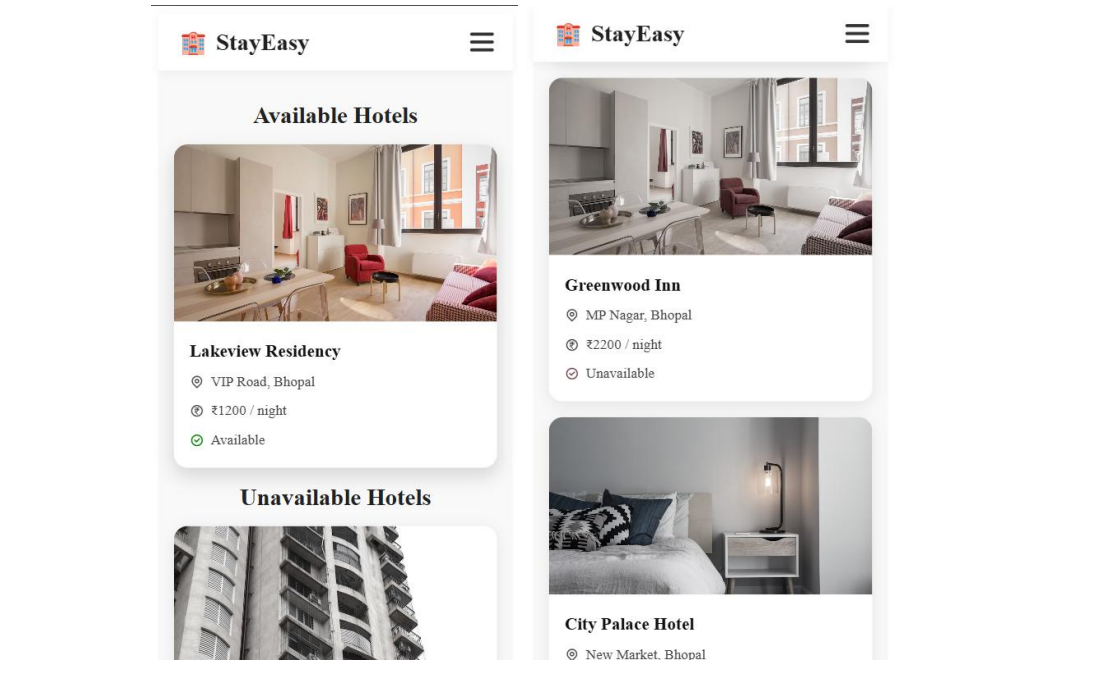 StayEasy
Available Hotels
Lakeview Residency
VIP Road, Bhopal
₹1200 / night
Available
Unavailable Hotels
StayEasy
Greenwood Inn
MP Nagar, Bhopal
₹2200 / night
Unavailable
City Palace Hotel
New Market, Bhopal